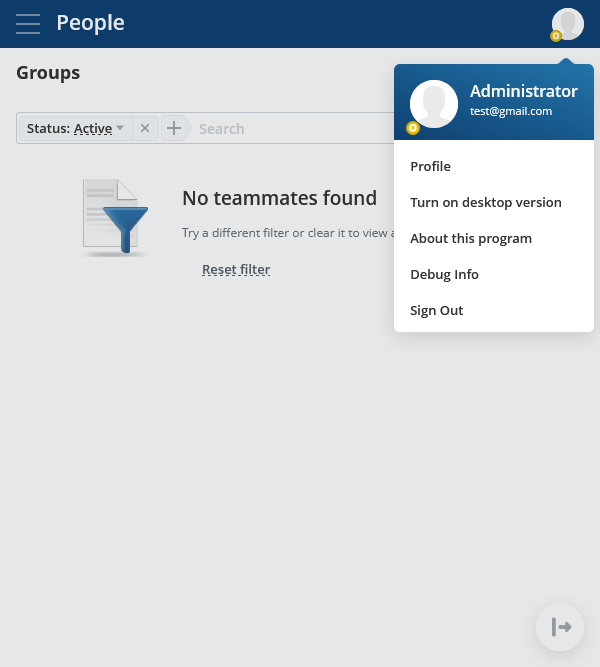 People
Groups
Administrator
test@gmail.com
Status: Active
Search
Profile
No teammates found
Turn on desktop version
Try a different filter or clear it to view a
About this program
Reset filter
Debug Info
Sign Out